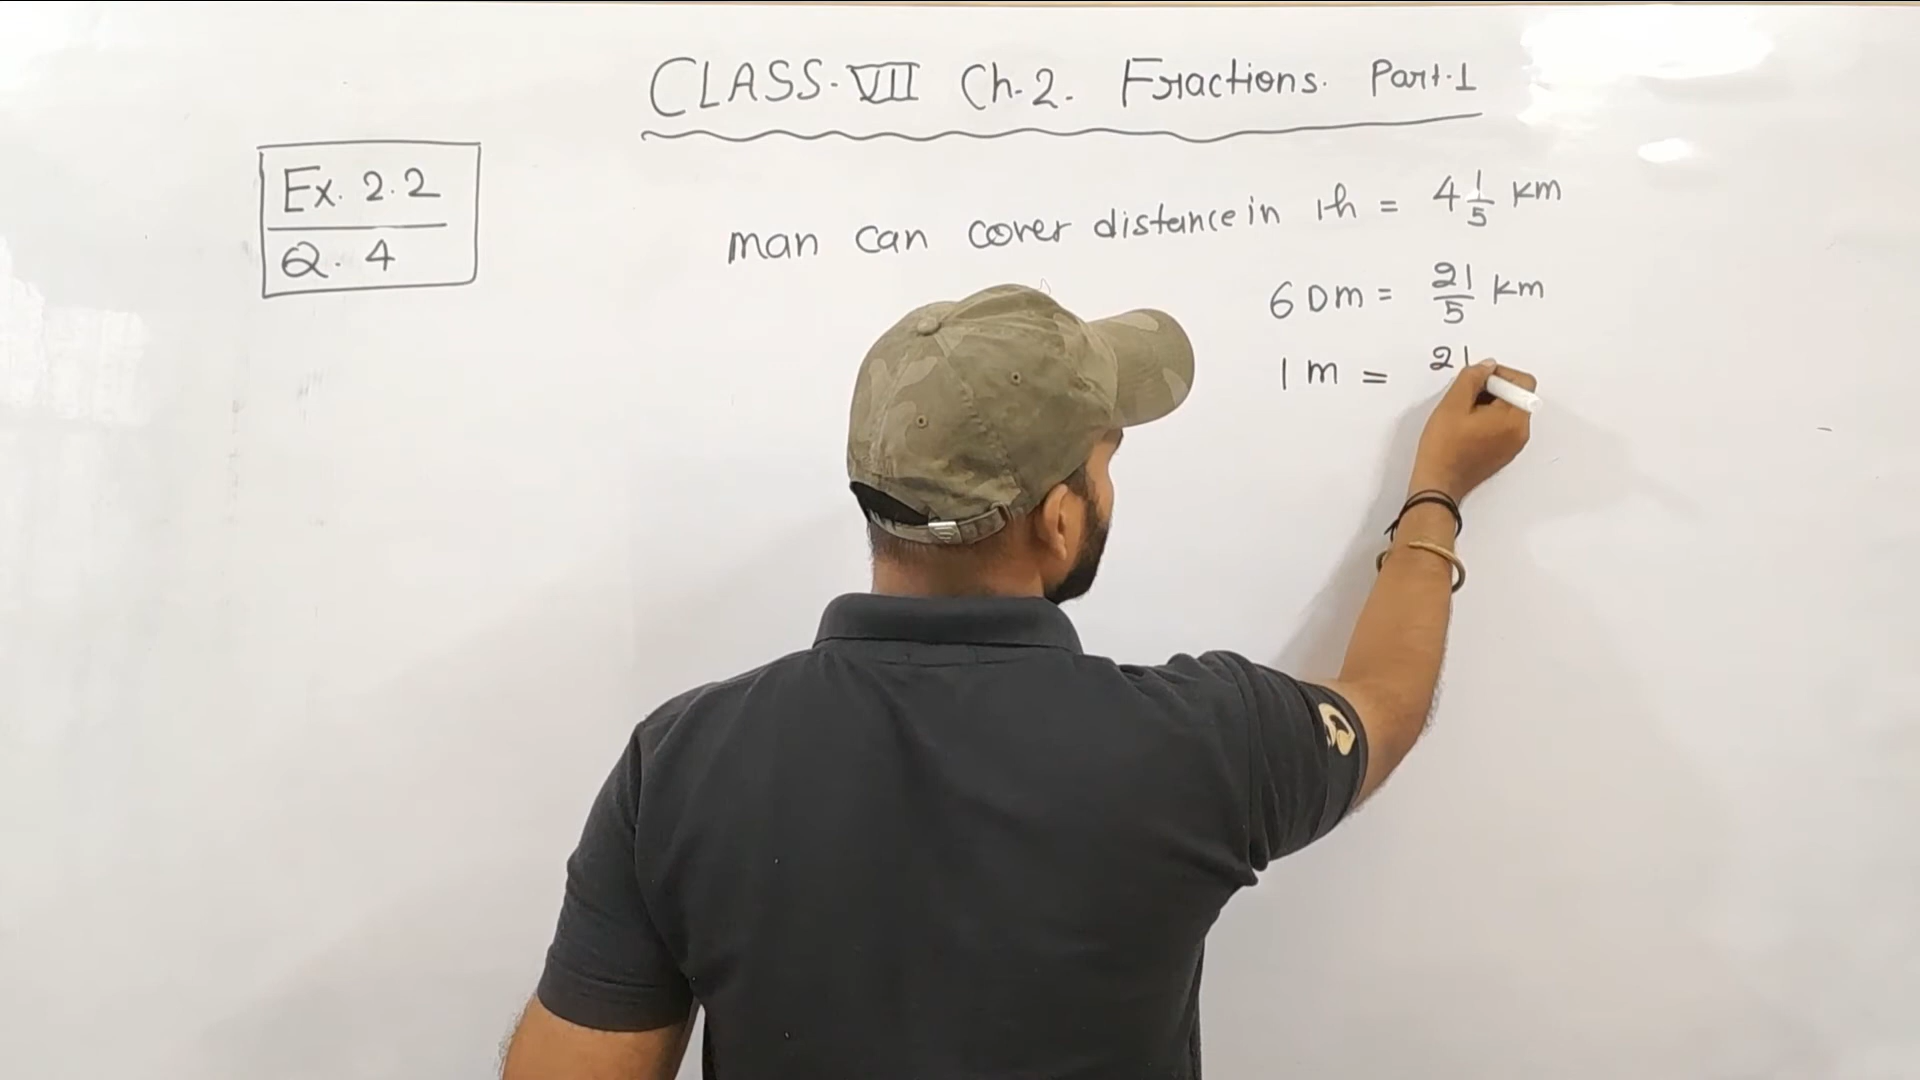 CLASS-VII Ch-2. Fractions. Part-1
Ex. 2.2
Q. 4
man can cover distance in 1h = 4 1/5 km
60m = 21/5 km
1m = 21